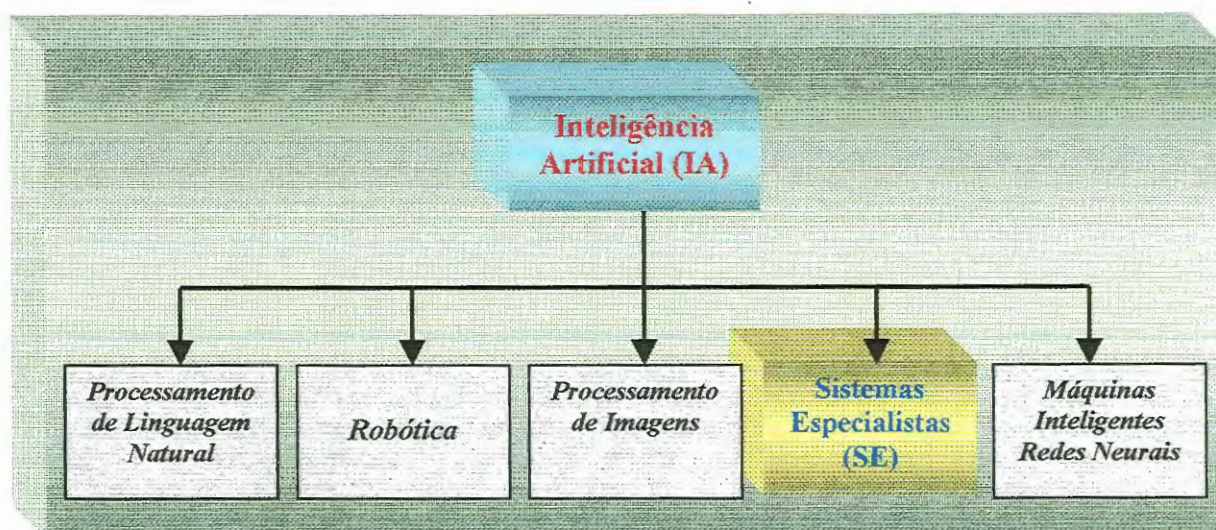 Inteligência
Artificial (IA)
Processamento
de Linguagem
Natural
Robótica
Processamento
de Imagens
Sistemas
Especialistas
(SE)
Máquinas
Inteligentes
Redes Neurais